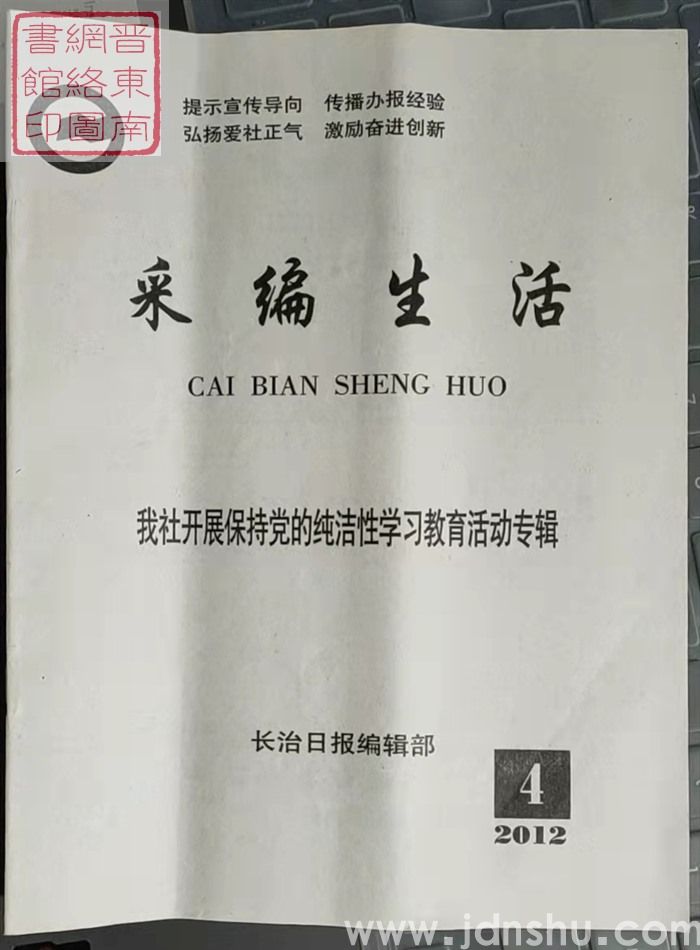 晋东南
網絡圖
書館印
提示宣传导向 传播办报经验
弘扬爱社正气 激励奋进创新
采编生活
CAI BIAN SHENG HUO
我社开展保持党的纯洁性学习教育活动专辑
长治日报编辑部
4
2012
www.jdnshu.com